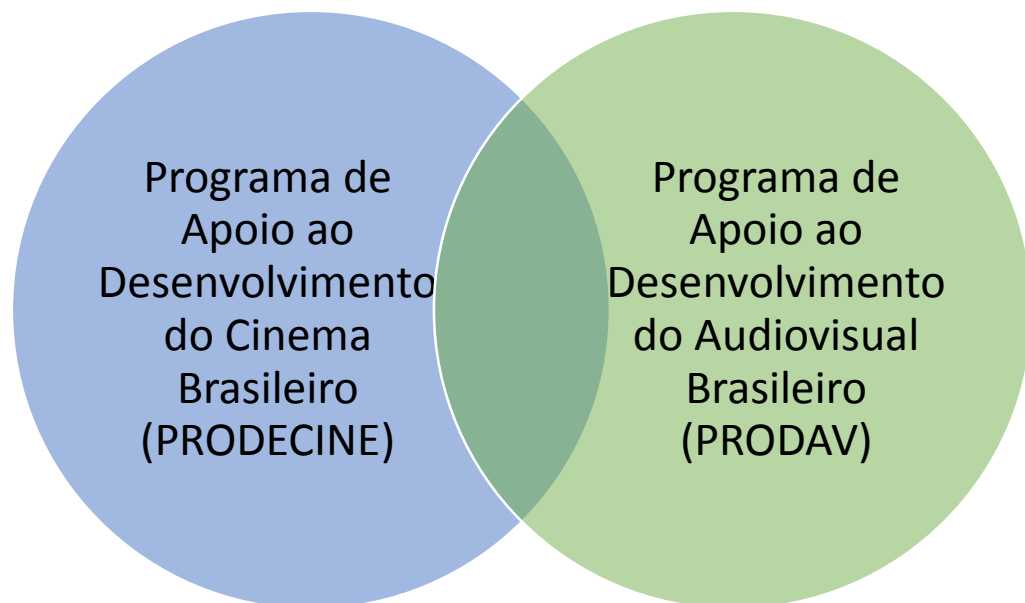 Programa de
Apoio ao
Desenvolvimento
do Cinema
Brasileiro
(PRODECINE)
Programa de
Apoio ao
Desenvolvimento
do Audiovisual
Brasileiro
(PRODAV)